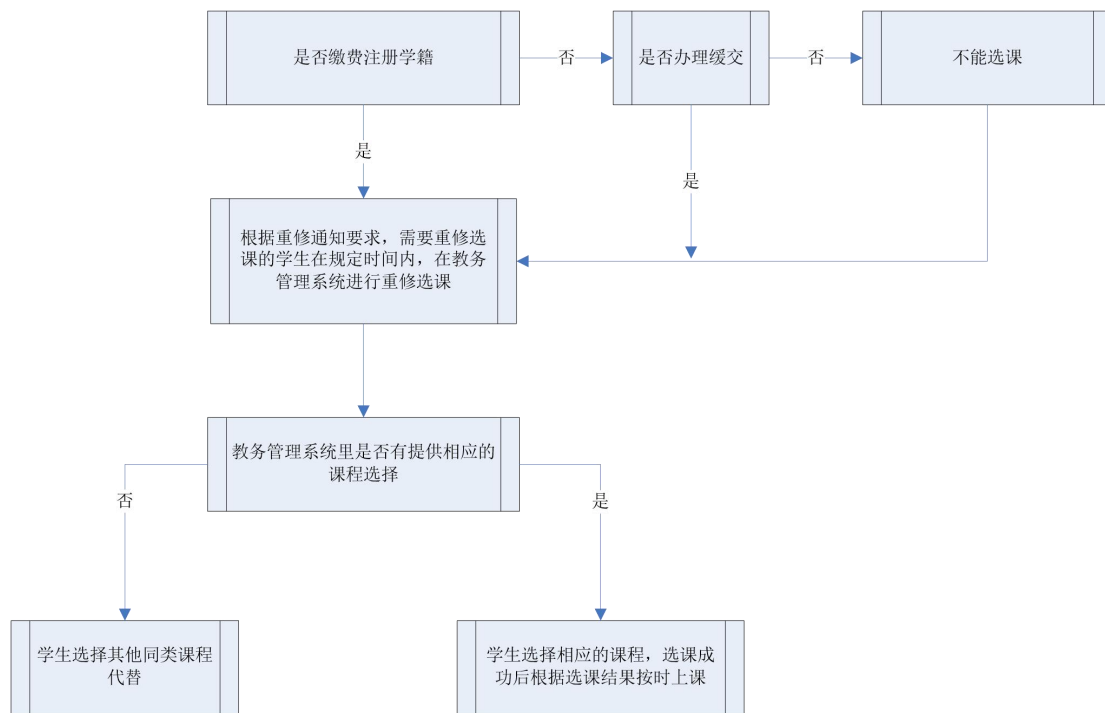 是否缴费注册学籍
否
是否办理缓交
否
不能选课
是
是
根据重修通知要求，需要重修选
课的学生在规定时间内，在教务
管理系统进行重修选课
教务管理系统里是否有提供相应的
课程选择
否
是
学生选择其他同类课程
代替
学生选择相应的课程，选课成
功后根据选课结果按时上课